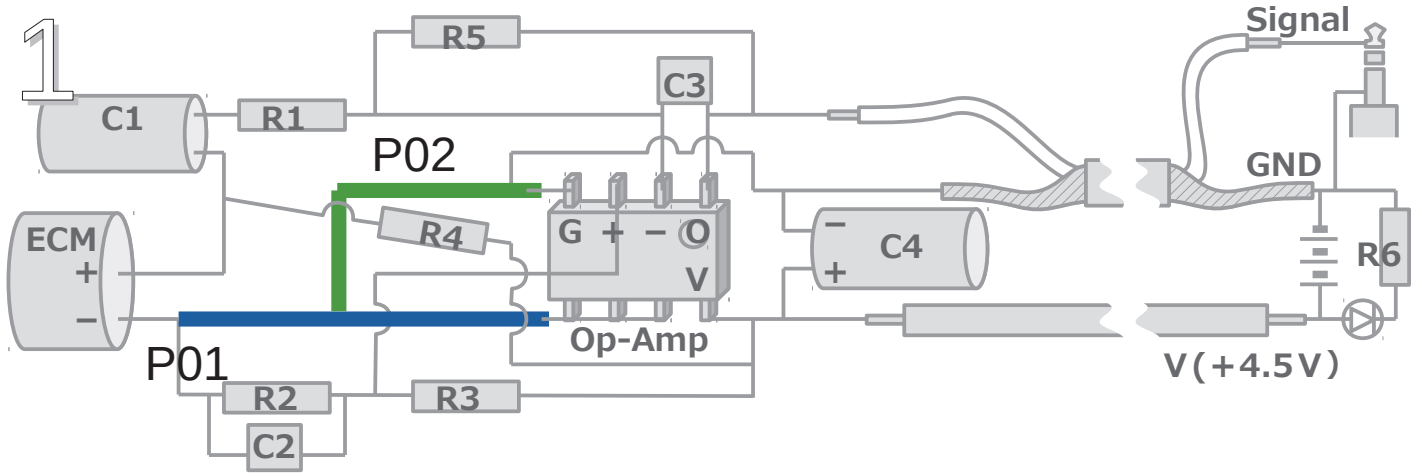 1
Signal
R5
C3
C1
R1
P02
GND
ECM
R4
G + − O
− C4
R6
+
V
+
−
Op-Amp
P01
V(+4.5V)
R2
R3
C2